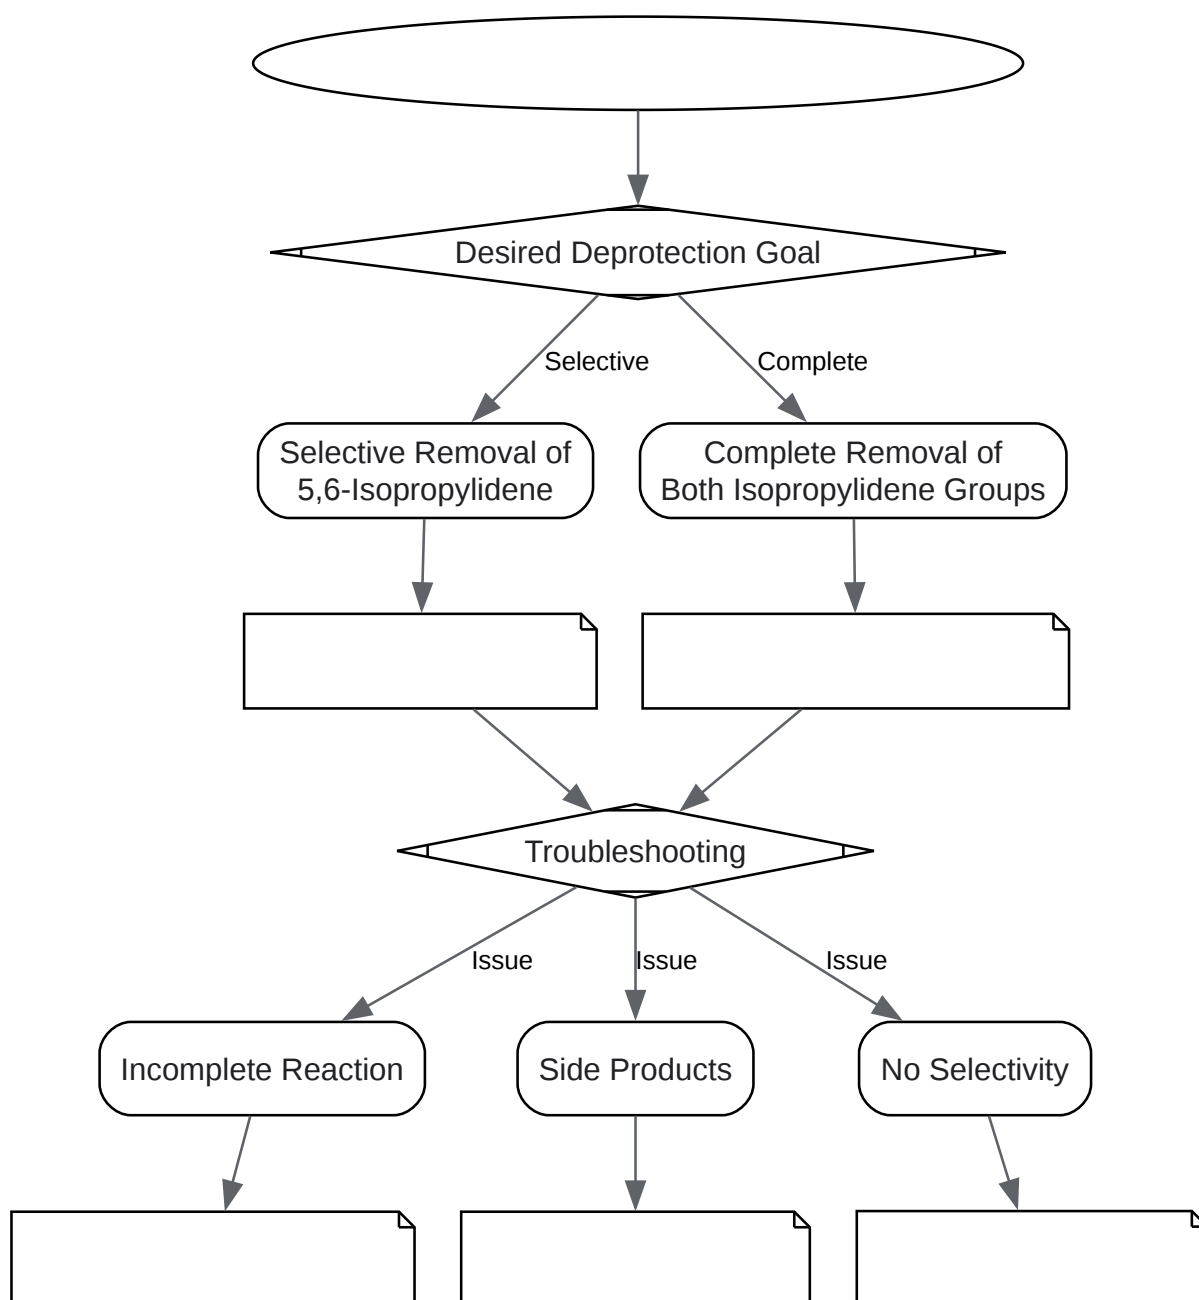 Desired Deprotection Goal
Selective
Complete
Selective Removal of
5,6-Isopropylidene
Complete Removal of
Both Isopropylidene Groups
Troubleshooting
Issue
Issue
Issue
Incomplete Reaction
Side Products
No Selectivity